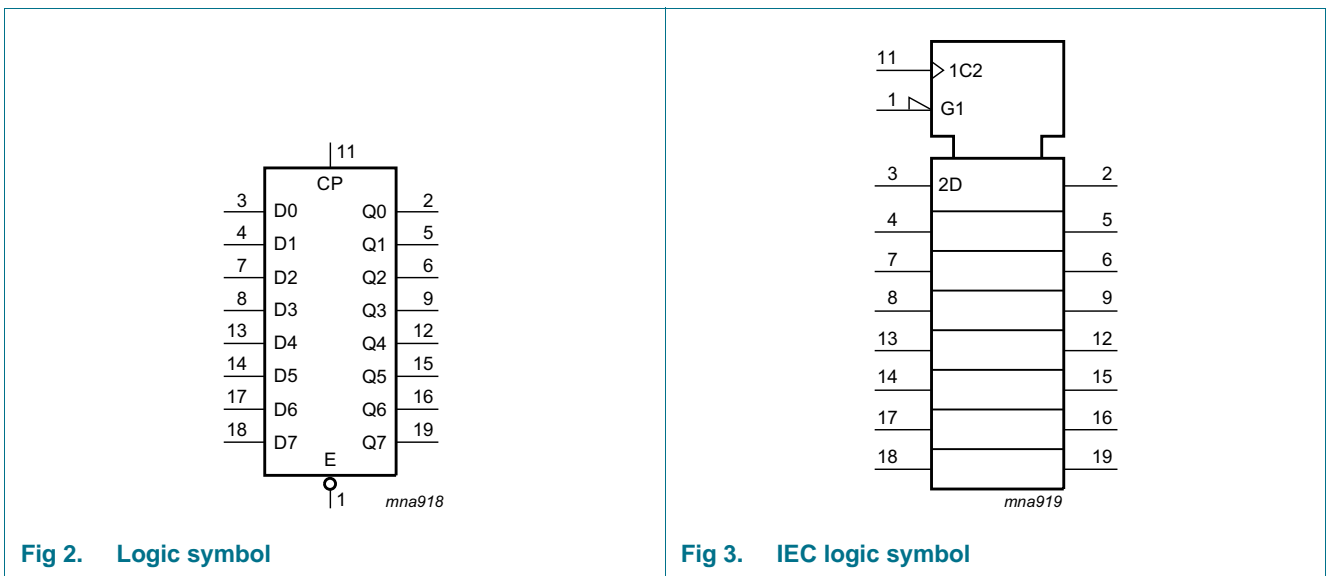 11
CP
3 D0 Q0 2
4 D1 Q1 5
7 D2 Q2 6
8 D3 Q3 9
13 D4 Q4 12
14 D5 Q5 15
17 D6 Q6 16
18 D7 Q7 19
E
1
mna918
Fig 2. Logic symbol
11 1C2
1 G1
3 2D 2
4 5
7 6
8 9
13 12
14 15
17 16
18 19
mna919
Fig 3. IEC logic symbol